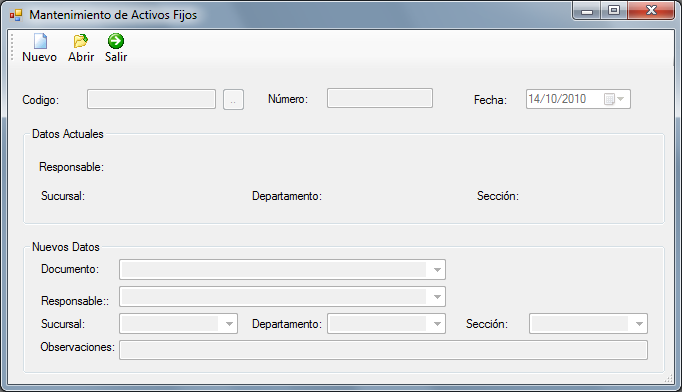 Mantenimiento de Activos Fijos
Nuevo Abrir Salir
Codigo: .. Número: Fecha: 14/10/2010
Datos Actuales
Responsable:
Sucursal: Departamento: Sección:
Nuevos Datos
Documento:
Responsable::
Sucursal: Departamento: Sección:
Observaciones: